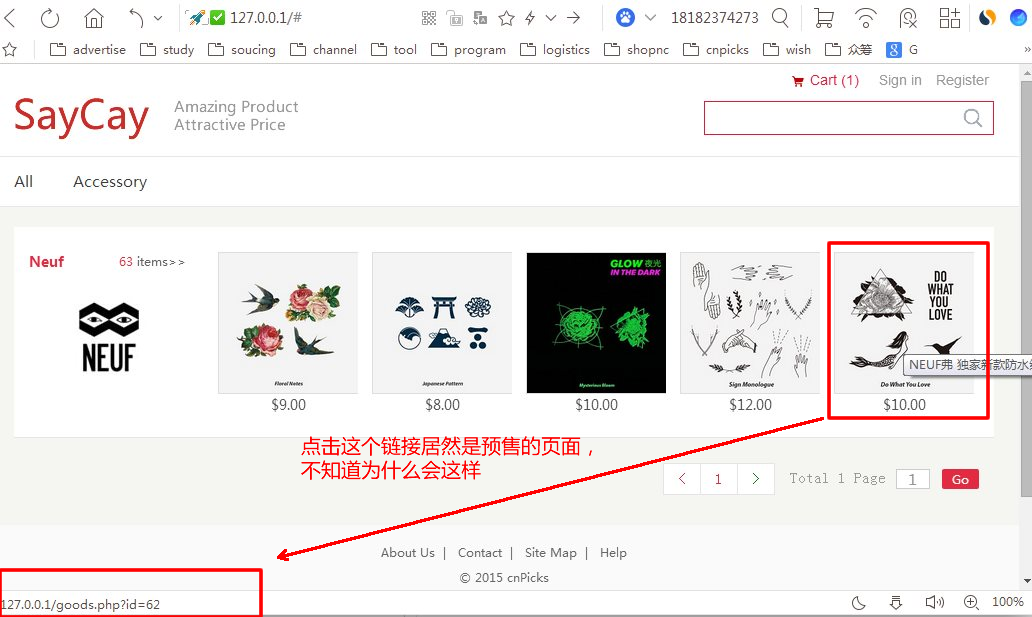 127.0.0.1/#
18182374273
advertise study soucing channel tool program logistics shopnc cnpicks wish 众筹 G
Cart (1) Sign in Register
SayCay
Amazing Product
Attractive Price
All Accessory
Neuf
63 items>>
NEUF
Floral Notes
$9.00
Japanese Pattern
$8.00
GLOW 夜光
IN THE DARK
Mysterious Bloom
$10.00
Sign Monologue
$12.00
DO
WHAT
YOU
LOVE
NEUF弗 独家新款防水纹
Do What You Love
$10.00
点击这个链接居然是预售的页面，
不知道为什么会这样
1 Total 1 Page 1 Go
About Us | Contact | Site Map | Help
© 2015 cnPicks
127.0.0.1/goods.php?id=62
100%